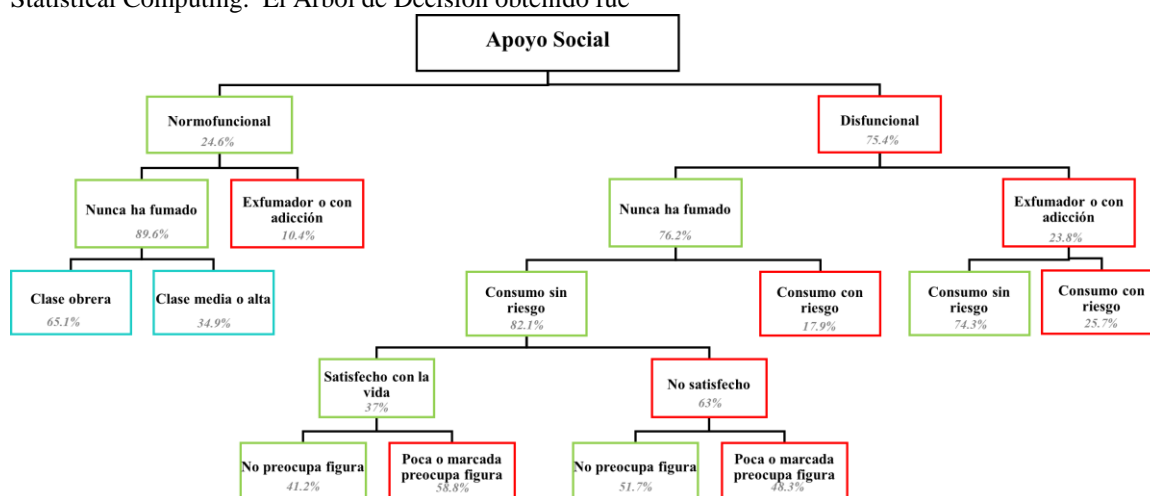 Statistical Computing. El Árbol de Decisión obtenido fue
Apoyo Social
Normofuncional
24.6%
Disfuncional
75.4%
Nunca ha fumado
89.6%
Exfumador o con
adicción
10.4%
Nunca ha fumado
76.2%
Exfumador o con
adicción
23.8%
Clase obrera
65.1%
Clase media o alta
34.9%
Consumo sin
riesgo
82.1%
Consumo con
riesgo
17.9%
Consumo sin
riesgo
74.3%
Consumo con
riesgo
25.7%
Satisfecho con la
vida
37%
No satisfecho
63%
No preocupa figura
41.2%
Poca o marcada
preocupa figura
58.8%
No preocupa figura
51.7%
Poca o marcada
preocupa figura
48.3%